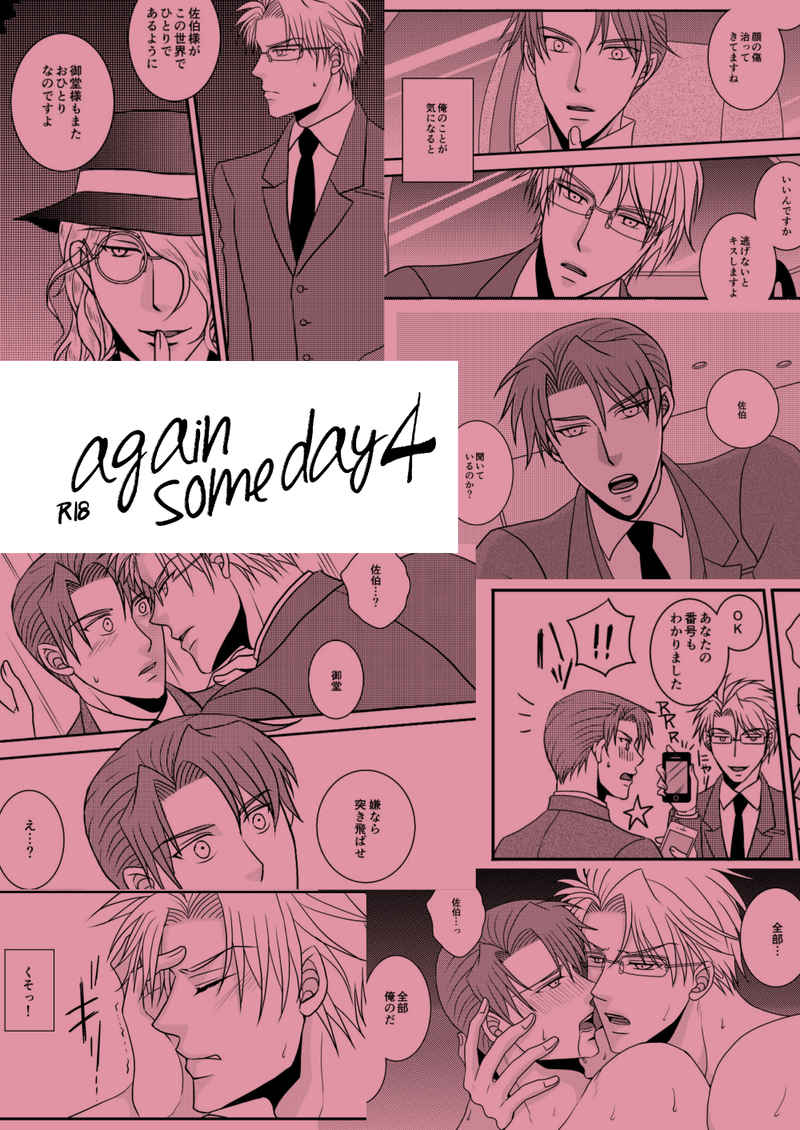 佐伯様が
この世界で
ひとりで
あるように
御堂様もまた
おひとり
なのですよ
顔の傷
治って
きてますね
俺のことが
気になると
いいんですか
逃げないと
キスしますよ
again
some day 4
R18
佐伯
聞いて
いるのか?
佐伯…?
御堂
嫌なら
突き飛ばせ
え…?
OK
あなたの
番号も
わかりました
!!
RRR
ニヤ
くそっ!
佐伯…っ
全部…
全部
俺のだ